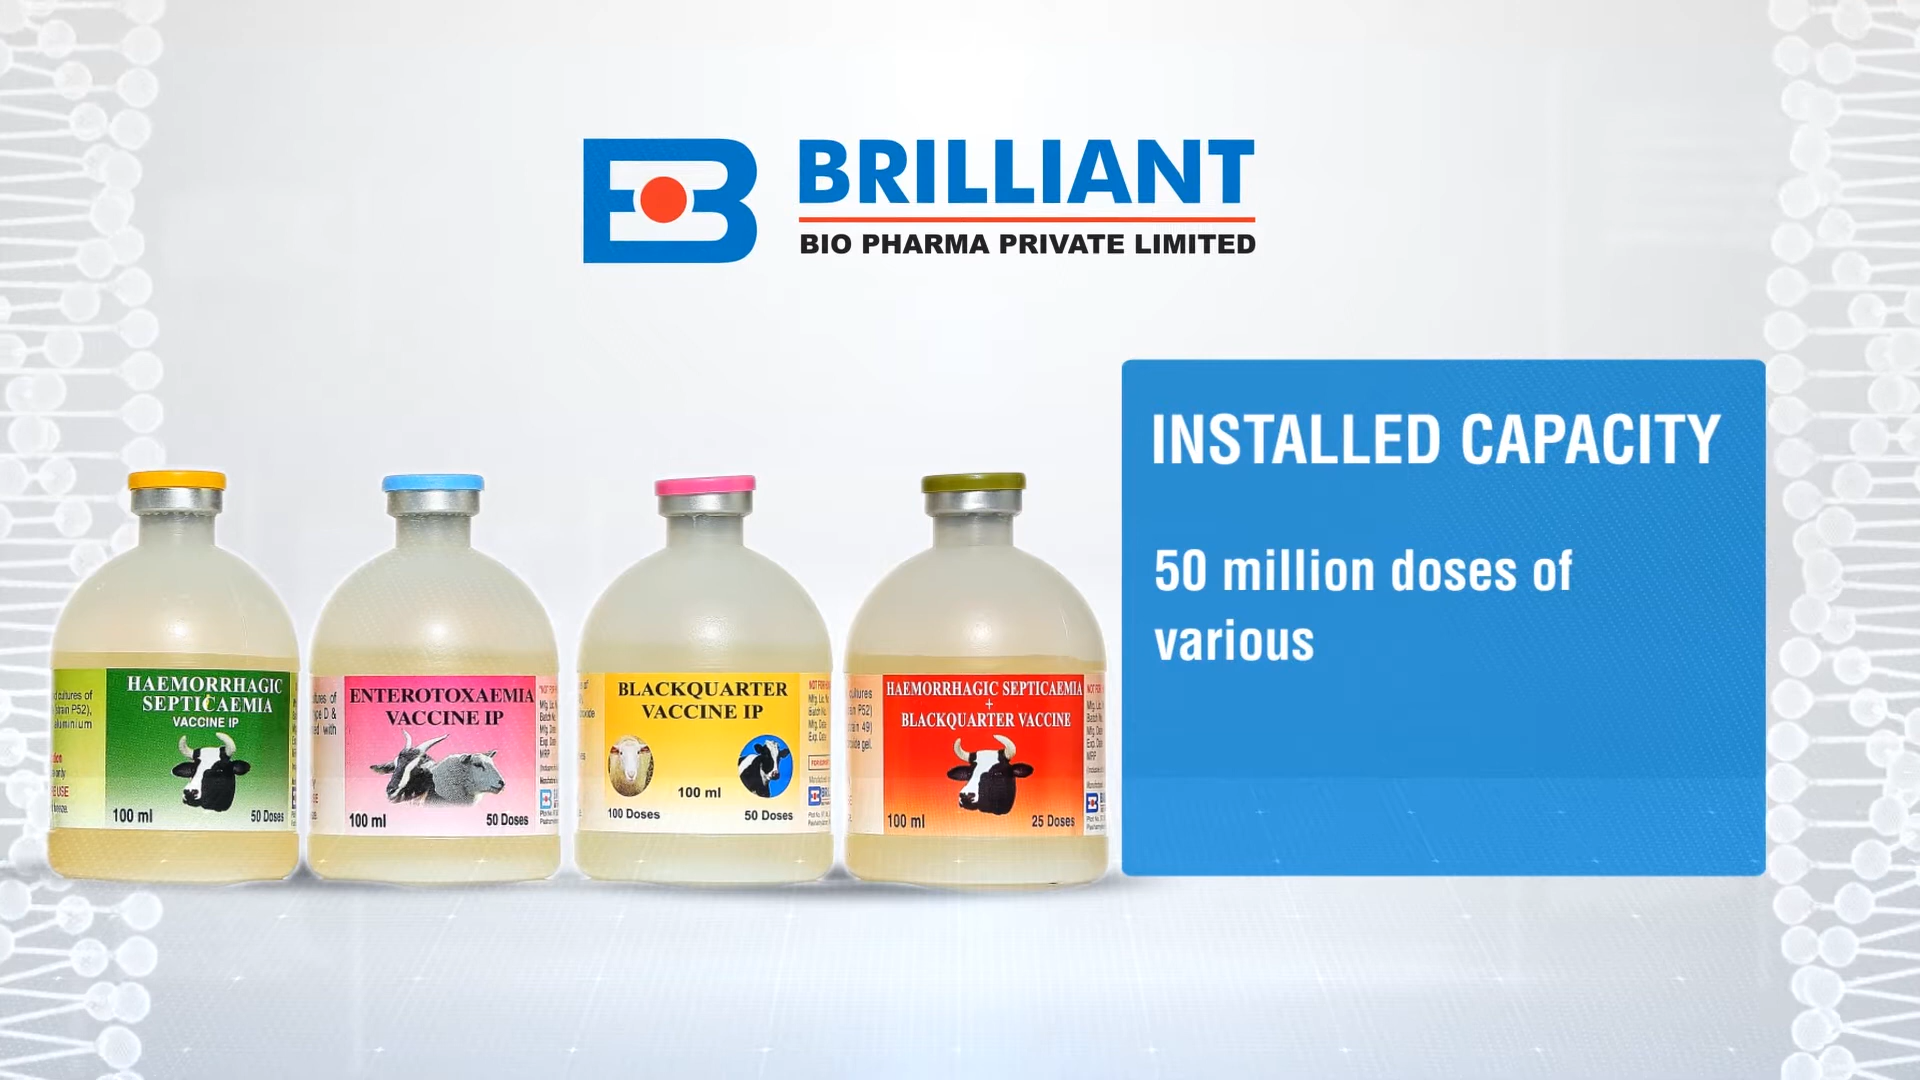 BRILLIANT
BIO PHARMA PRIVATE LIMITED
INSTALLED CAPACITY
50 million doses of
various
HAEMORRHAGIC
SEPTICAEMIA
VACCINE IP
100 ml
50 Doses
ENTEROTOXAEMIA
VACCINE IP
100 ml
50 Doses
BLACKQUARTER
VACCINE IP
100 ml
100 Doses
50 Doses
HAEMORRHAGIC SEPTICAEMIA
+
BLACKQUARTER VACCINE
100 ml
25 Doses